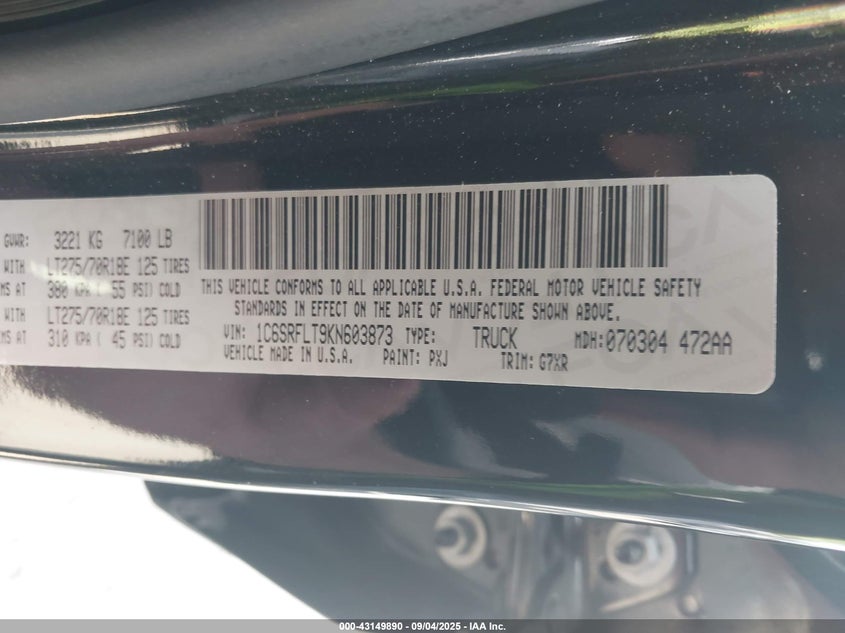 GVWR: 3221 KG 7100 LB
WITH LT275/70R18E 125 TIRES
MS AT 380 KPA ( 55 PSI) COLD
WITH LT275/70R18E 125 TIRES
MS AT 310 KPA ( 45 PSI) COLD
THIS VEHICLE CONFORMS TO ALL APPLICABLE U.S.A. FEDERAL MOTOR VEHICLE SAFETY
STANDARDS IN EFFECT ON THE DATE OF MANUFACTURE SHOWN ABOVE.
VIN: 1C6SRFLT9KN603873 TYPE: TRUCK MDH: 070304 472AA
VEHICLE MADE IN U.S.A. PAINT: PXJ TRIM: G7XR
000-43149890 - 09/04/2025 - IAA Inc.